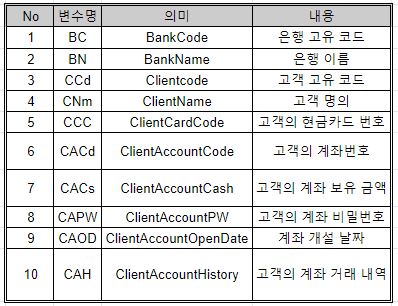 No 변수명 의미 내용
1 BC BankCode 은행 고유 코드
2 BN BankName 은행 이름
3 CCd Clientcode 고객 고유 코드
4 CNm ClientName 고객 명의
5 CCC ClientCardCode 고객의 현금카드 번호
6 CACd ClientAccountCode 고객의 계좌번호
7 CACs ClientAccountCash 고객의 계좌 보유 금액
8 CAPW ClientAccountPW 고객의 계좌 비밀번호
9 CAOD ClientAccountOpenDate 계좌 개설 날짜
10 CAH ClientAccountHistory 고객의 계좌 거래 내역